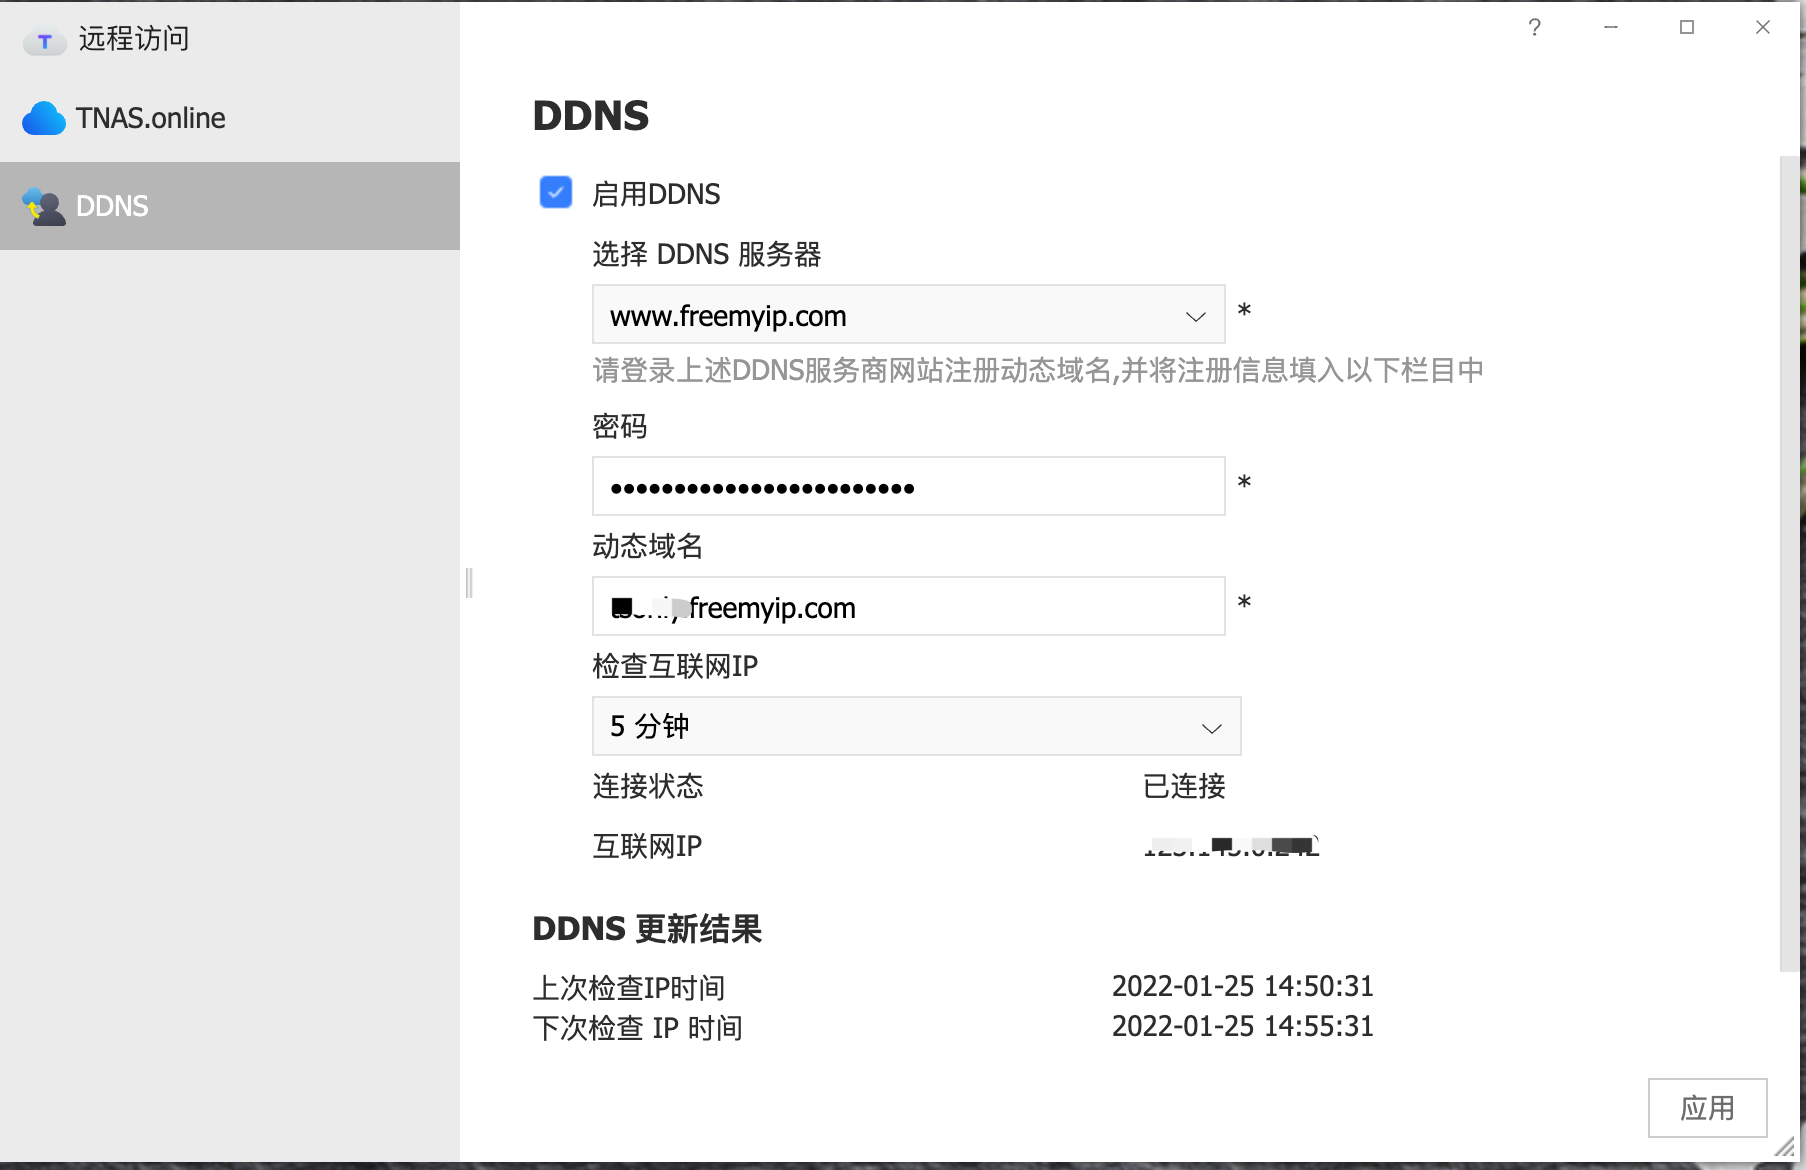 远程访问
TNAS.online
DDNS
?
DDNS
启用DDNS
选择 DDNS 服务器
www.freemyip.com
*
请登录上述DDNS服务商网站注册动态域名,并将注册信息填入以下栏目中
密码
••••••••••••••••••••••••
*
动态域名
freemyip.com
*
检查互联网IP
5 分钟
连接状态
已连接
互联网IP
DDNS 更新结果
上次检查IP时间
2022-01-25 14:50:31
下次检查 IP 时间
2022-01-25 14:55:31
应用